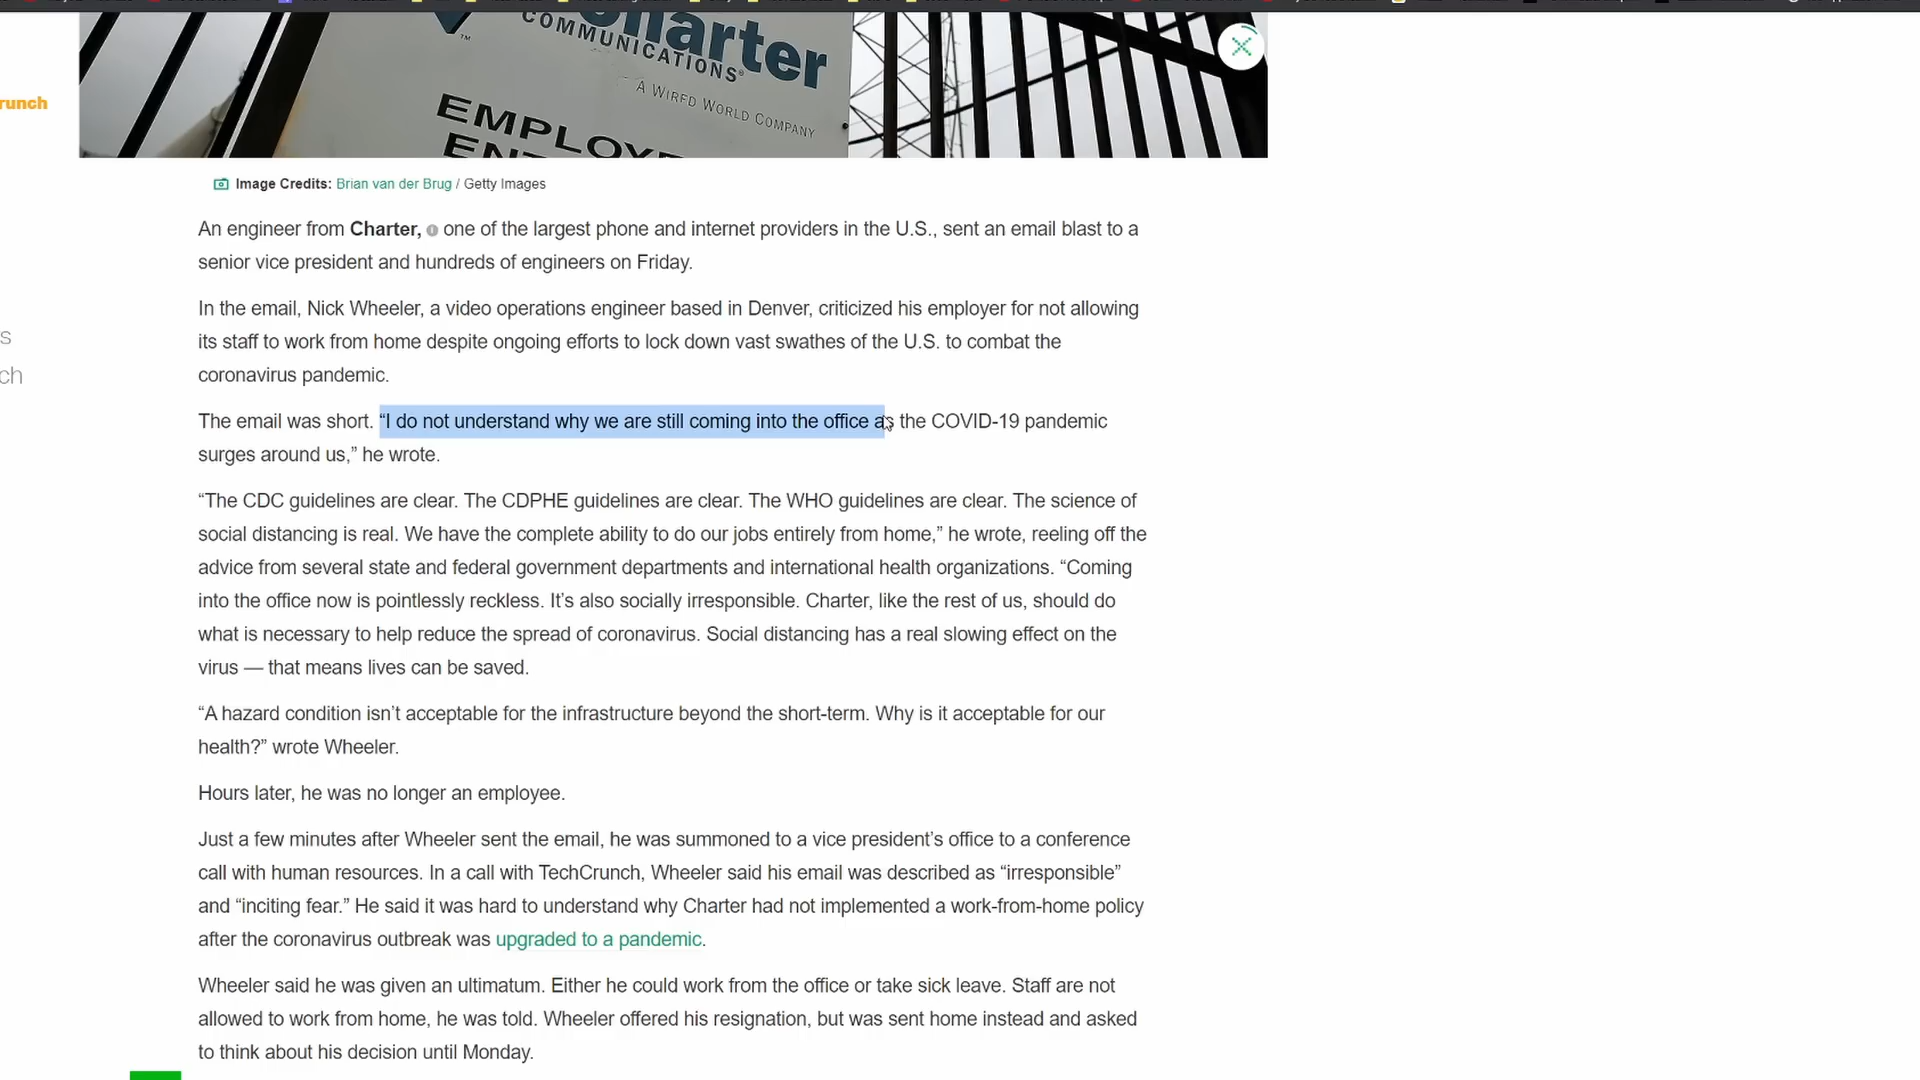 Charter
COMMUNICATIONS®
™
A WIRED WORLD COMPANY
runch
Image Credits: Brian van der Brug / Getty Images
An engineer from Charter, one of the largest phone and internet providers in the U.S., sent an email blast to a
senior vice president and hundreds of engineers on Friday.
In the email, Nick Wheeler, a video operations engineer based in Denver, criticized his employer for not allowing
its staff to work from home despite ongoing efforts to lock down vast swathes of the U.S. to combat the
coronavirus pandemic.
The email was short. “I do not understand why we are still coming into the office as the COVID-19 pandemic
surges around us,” he wrote.
“The CDC guidelines are clear. The CDPHE guidelines are clear. The WHO guidelines are clear. The science of
social distancing is real. We have the complete ability to do our jobs entirely from home,” he wrote, reeling off the
advice from several state and federal government departments and international health organizations. “Coming
into the office now is pointlessly reckless. It’s also socially irresponsible. Charter, like the rest of us, should do
what is necessary to help reduce the spread of coronavirus. Social distancing has a real slowing effect on the
virus — that means lives can be saved.
“A hazard condition isn’t acceptable for the infrastructure beyond the short-term. Why is it acceptable for our
health?” wrote Wheeler.
Hours later, he was no longer an employee.
Just a few minutes after Wheeler sent the email, he was summoned to a vice president’s office to a conference
call with human resources. In a call with TechCrunch, Wheeler said his email was described as “irresponsible”
and “inciting fear.” He said it was hard to understand why Charter had not implemented a work-from-home policy
after the coronavirus outbreak was upgraded to a pandemic.
Wheeler said he was given an ultimatum. Either he could work from the office or take sick leave. Staff are not
allowed to work from home, he was told. Wheeler offered his resignation, but was sent home instead and asked
to think about his decision until Monday.
s
ch